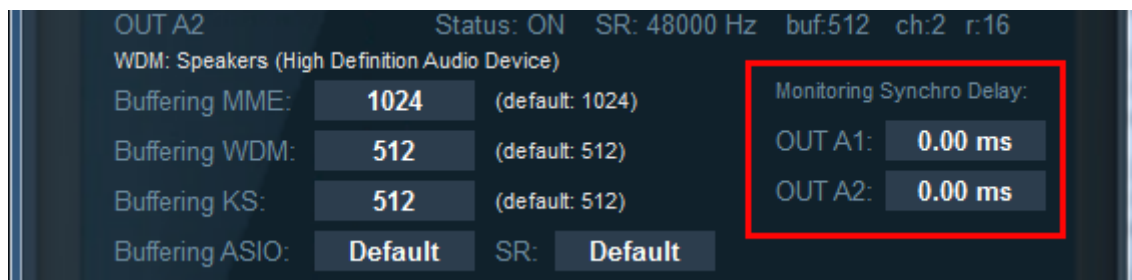 OUT A2 Status: ON SR: 48000 Hz buf:512 ch:2 r:16
WDM: Speakers (High Definition Audio Device)
Buffering MME: 1024 (default: 1024)
Buffering WDM: 512 (default: 512)
Buffering KS: 512 (default: 512)
Buffering ASIO: Default SR: Default
Monitoring Synchro Delay:
OUT A1: 0.00 ms
OUT A2: 0.00 ms